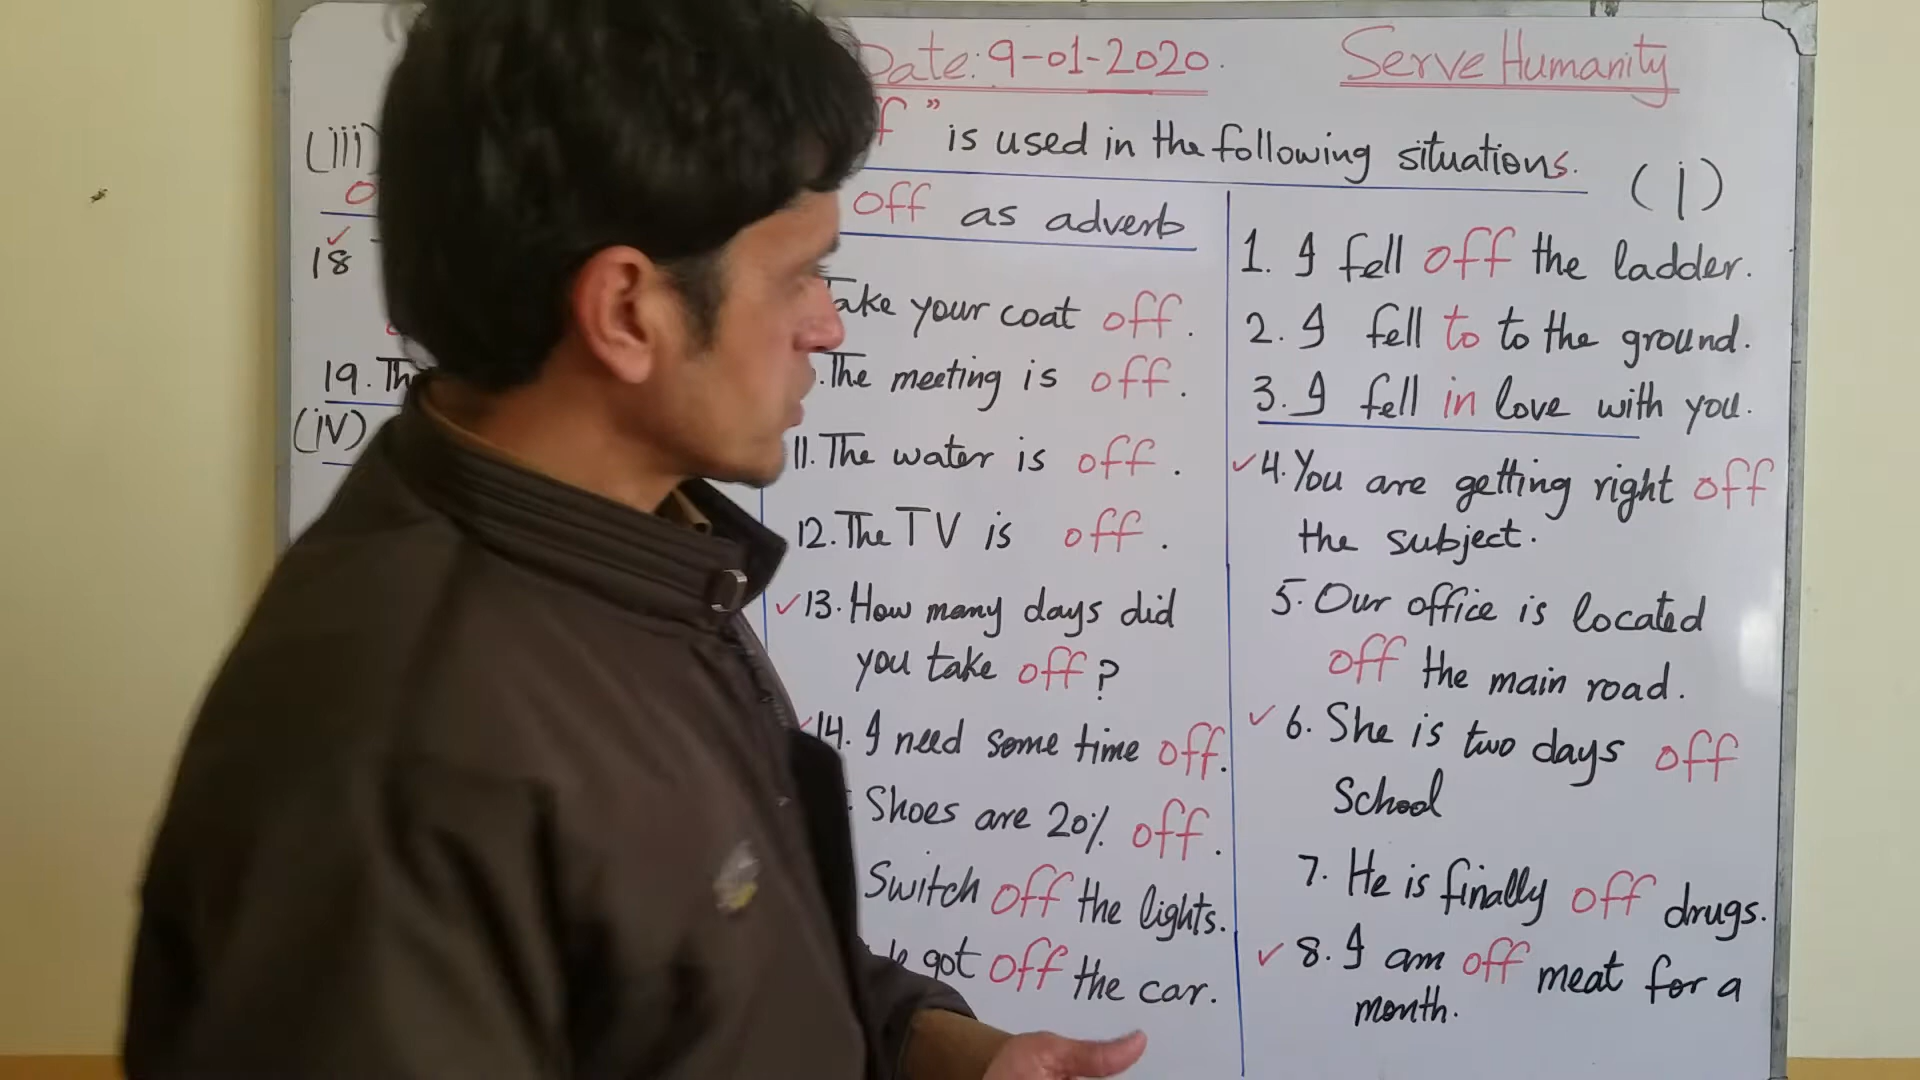 Date: 9-01-2020.
Serve Humanity
" is used in the following situations.
(iii)
(i)
off as adverb
18
19. The
(iv)
Take your coat off.
The meeting is off.
11. The water is off.
12. The TV is off.
✓ 13. How many days did
you take off?
✓ 14. I need some time off.
Shoes are 20% off.
Switch off the lights.
got off the car.
1. I fell off the ladder.
2. I fell to to the ground.
3. I fell in love with you.
✓ 4. You are getting right off
the subject.
5. Our office is located
off the main road.
✓ 6. She is two days off
School
7. He is finally off drugs.
✓ 8. I am off meat for a
month.